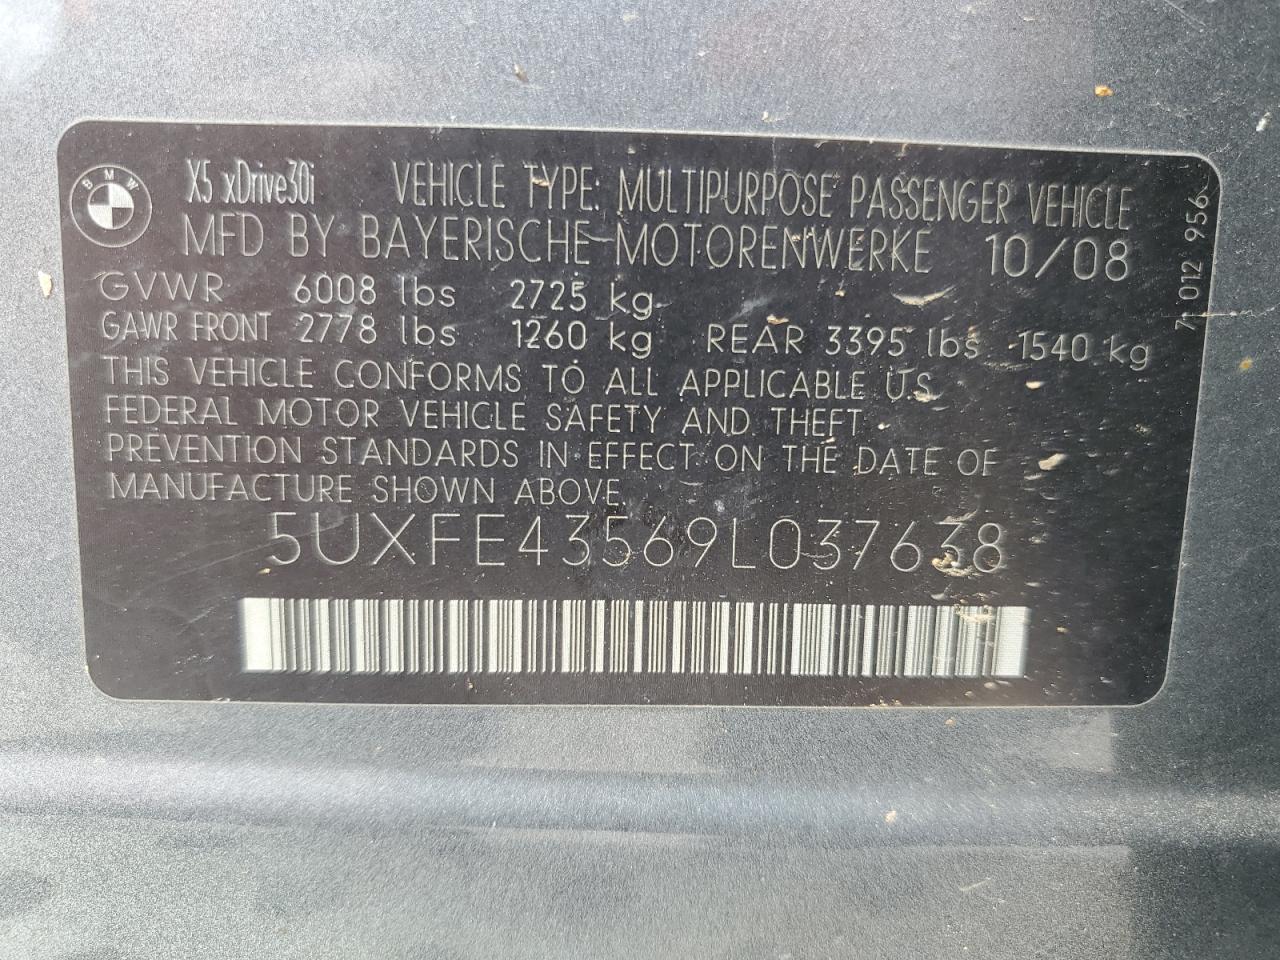 BMW
X5 xDrive30i VEHICLE TYPE: MULTIPURPOSE PASSENGER VEHICLE
MFD BY BAYERISCHE MOTORENWERKE 10/08
GVWR 6008 lbs 2725 kg
GAWR FRONT 2778 lbs 1260 kg REAR 3395 lbs 1540 kg
THIS VEHICLE CONFORMS TO ALL APPLICABLE U.S.
FEDERAL MOTOR VEHICLE SAFETY AND THEFT
PREVENTION STANDARDS IN EFFECT ON THE DATE OF
MANUFACTURE SHOWN ABOVE
5UXFE43569L037638
7 012 956